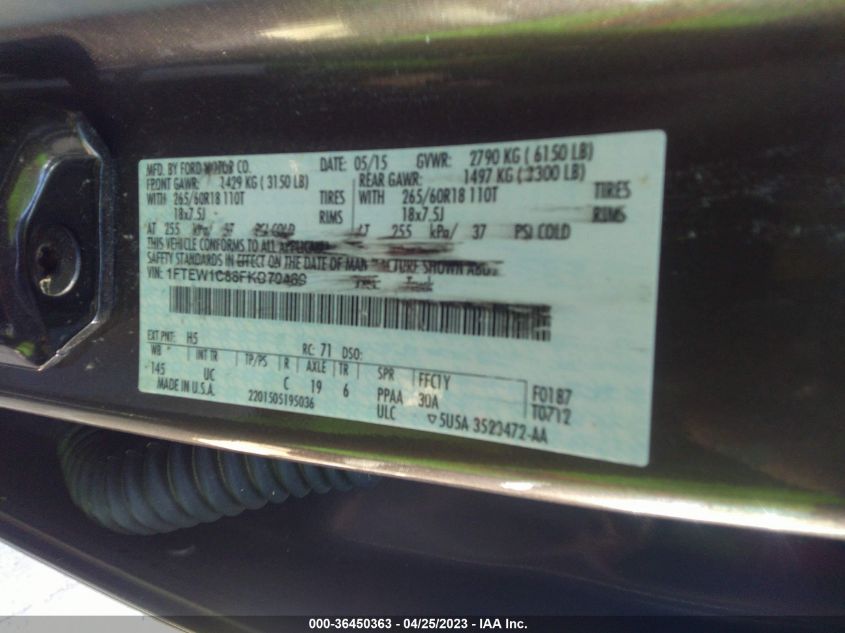 MFD. BY FORD MOTOR CO. DATE: 05/15 GVWR: 2790 KG ( 6150 LB)
FRONT GAWR: 1429 KG ( 3150 LB) REAR GAWR: 1497 KG ( 3300 LB)
WITH 265/60R18 110T TIRES WITH 265/60R18 110T TIRES
18x7.5J RIMS 18x7.5J RIMS
AT 255 kPa/ 37 PSI COLD AT 255 kPa/ 37 PSI COLD
THIS VEHICLE CONFORMS TO ALL
SAFETY STANDARDS IN EFFECT ON THE DATE OF MANUFACTURE SHOWN ABOVE
VIN:
EXT PNT: H5 RC: 71 DSO:
WB INT TR TP/PS R AXLE TR SPR FFC1Y
145 UC C 19 6 PPAA 30A F0187
MADE IN U.S.A. 220150519S036 ULC ▽5U5A 3523472-AA T0712
000-36450363 - 04/25/2023 - IAA Inc.